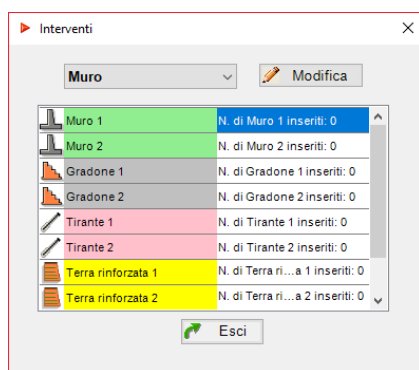 Interventi
Muro Modifica
Muro 1 N. di Muro 1 inseriti: 0
Muro 2 N. di Muro 2 inseriti: 0
Gradone 1 N. di Gradone 1 inseriti: 0
Gradone 2 N. di Gradone 2 inseriti: 0
Tirante 1 N. di Tirante 1 inseriti: 0
Tirante 2 N. di Tirante 2 inseriti: 0
Terra rinforzata 1 N. di Terra ri...a 1 inseriti: 0
Terra rinforzata 2 N. di Terra ri...a 2 inseriti: 0
Esci